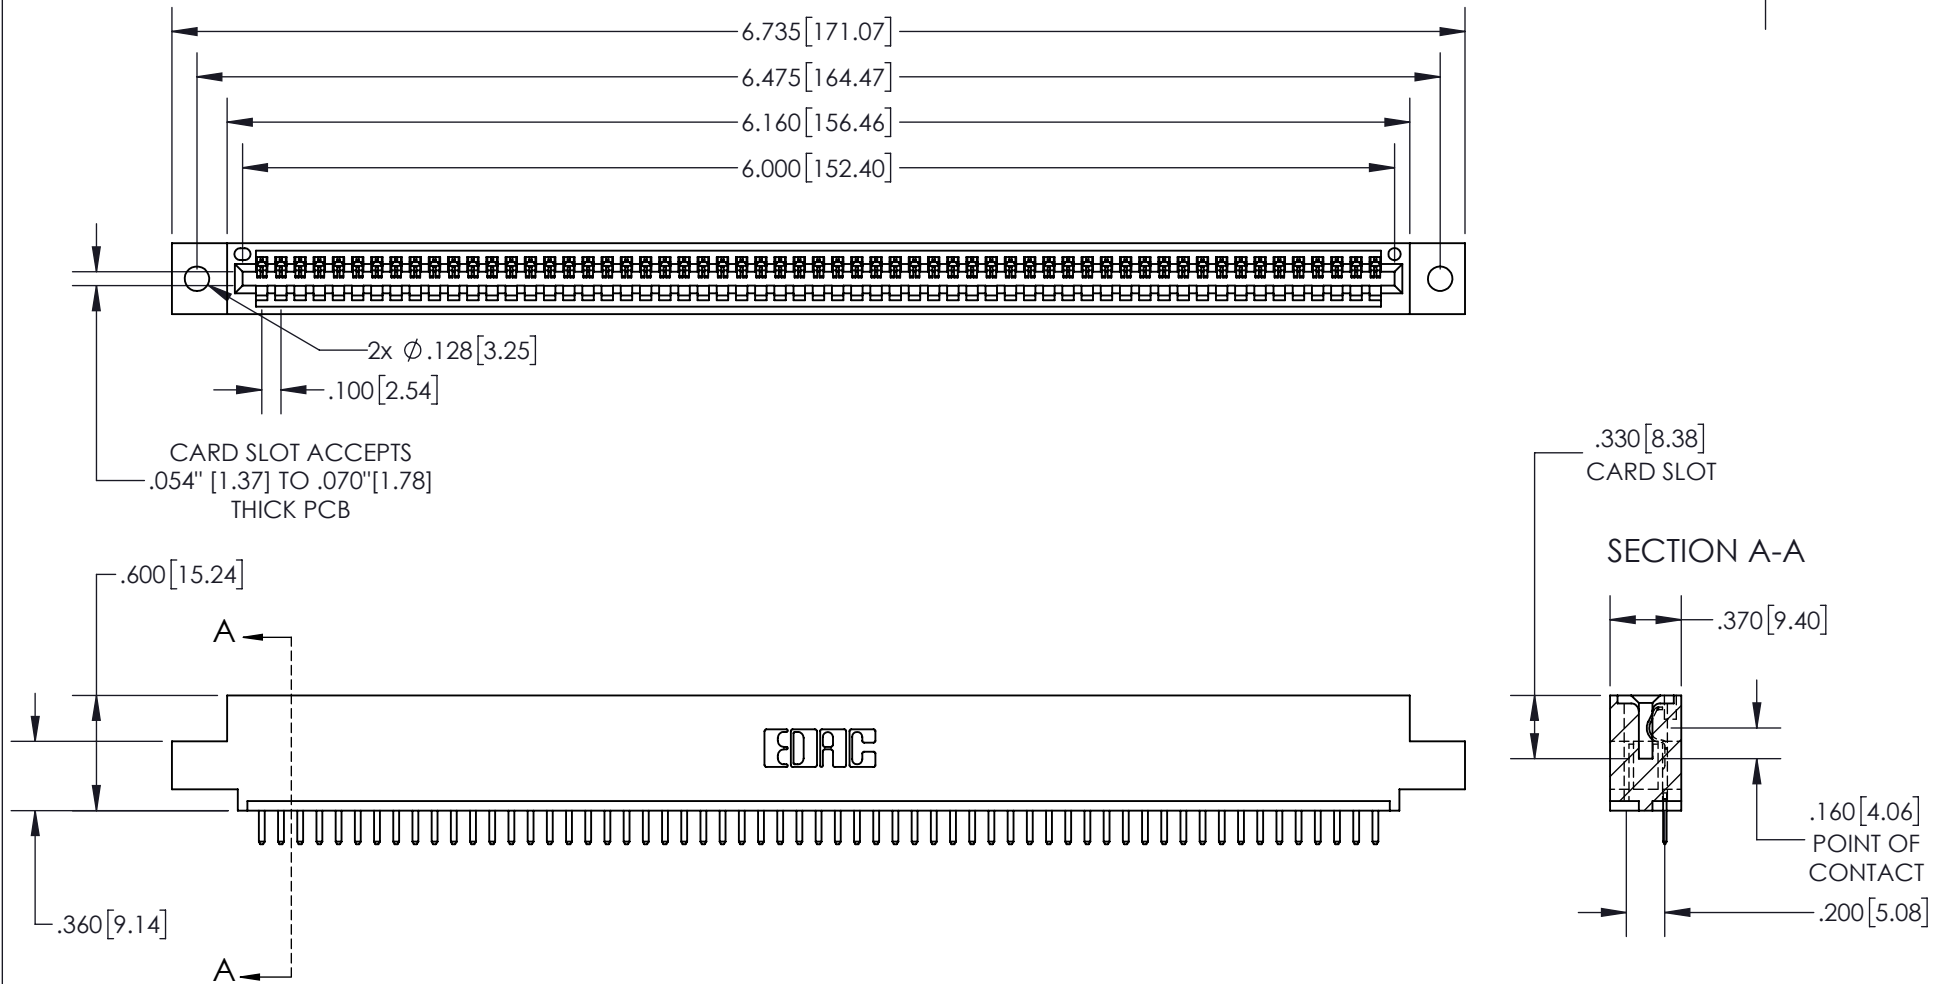 6.735[171.07]
6.475[164.47]
6.160[156.46]
6.000[152.40]
2x Ø.128[3.25]
.100[2.54]
CARD SLOT ACCEPTS
.054" [1.37] TO .070"[1.78]
THICK PCB
.330[8.38]
CARD SLOT
SECTION A-A
.600[15.24]
A
.370[9.40]
EDAC
.160[4.06]
POINT OF
CONTACT
.200[5.08]
.360[9.14]
A